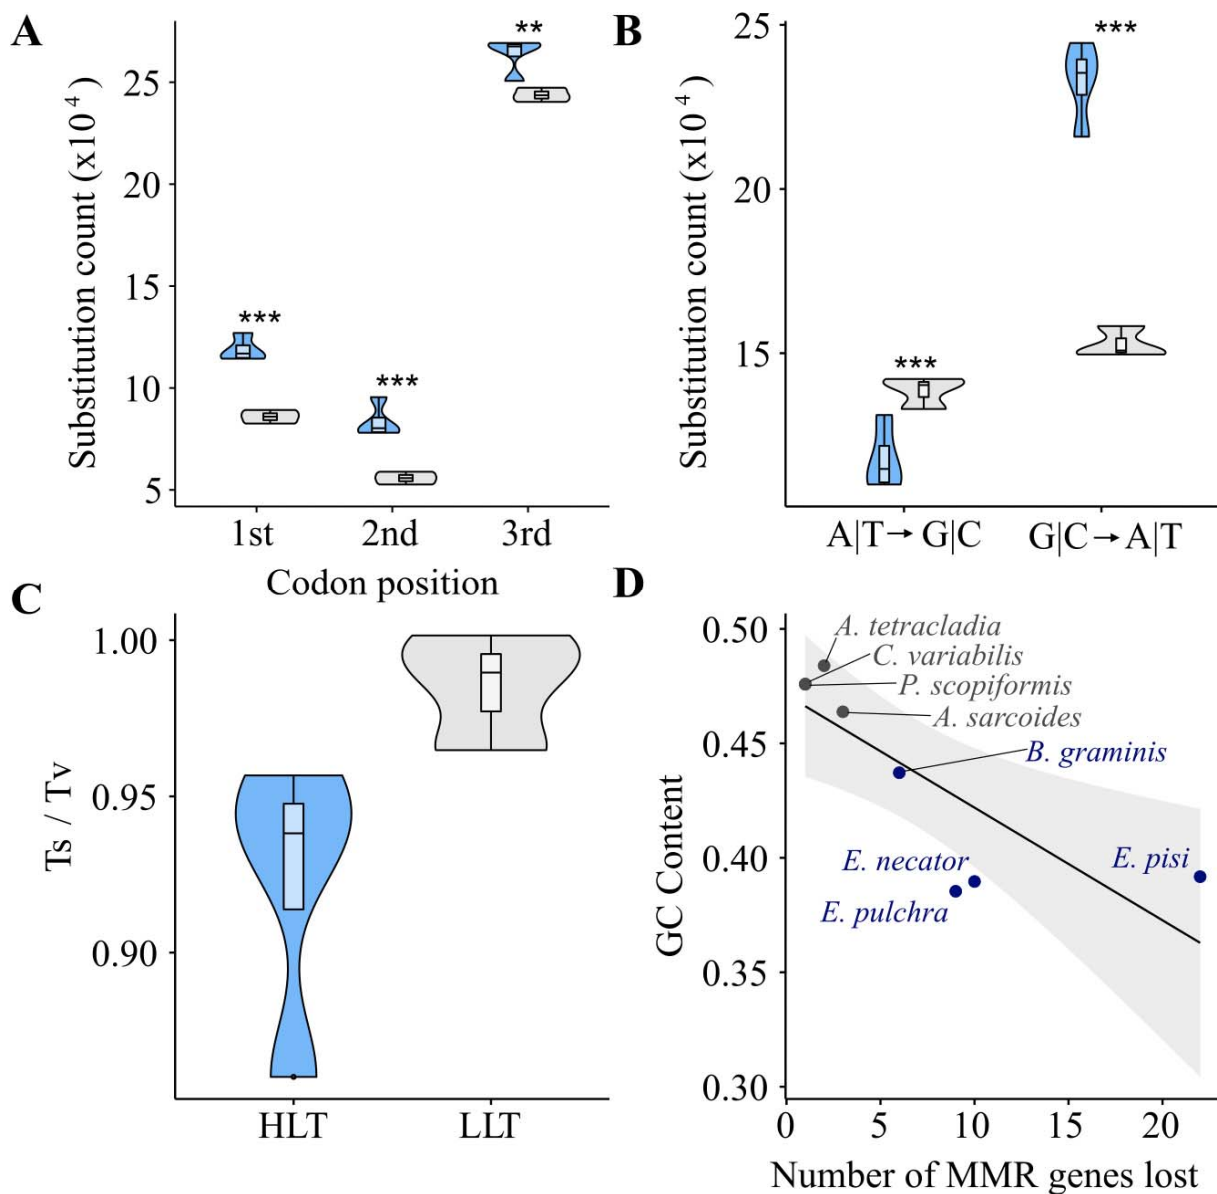 A
Substitution count (x10⁴)
25
20
15
10
5
**
***
***
1st
2nd
3rd
Codon position
B
Substitution count (x10⁴)
25
20
15
***
***
A|T→G|C
G|C→A|T
C
Ts / Tv
1.00
0.95
0.90
HLT
LLT
D
GC Content
0.50
0.45
0.40
0.35
0.30
A. tetracladia
C. variabilis
P. scopiformis
A. sarcoides
B. graminis
E. necator
E. pisi
E. pulchra
0
5
10
15
20
Number of MMR genes lost